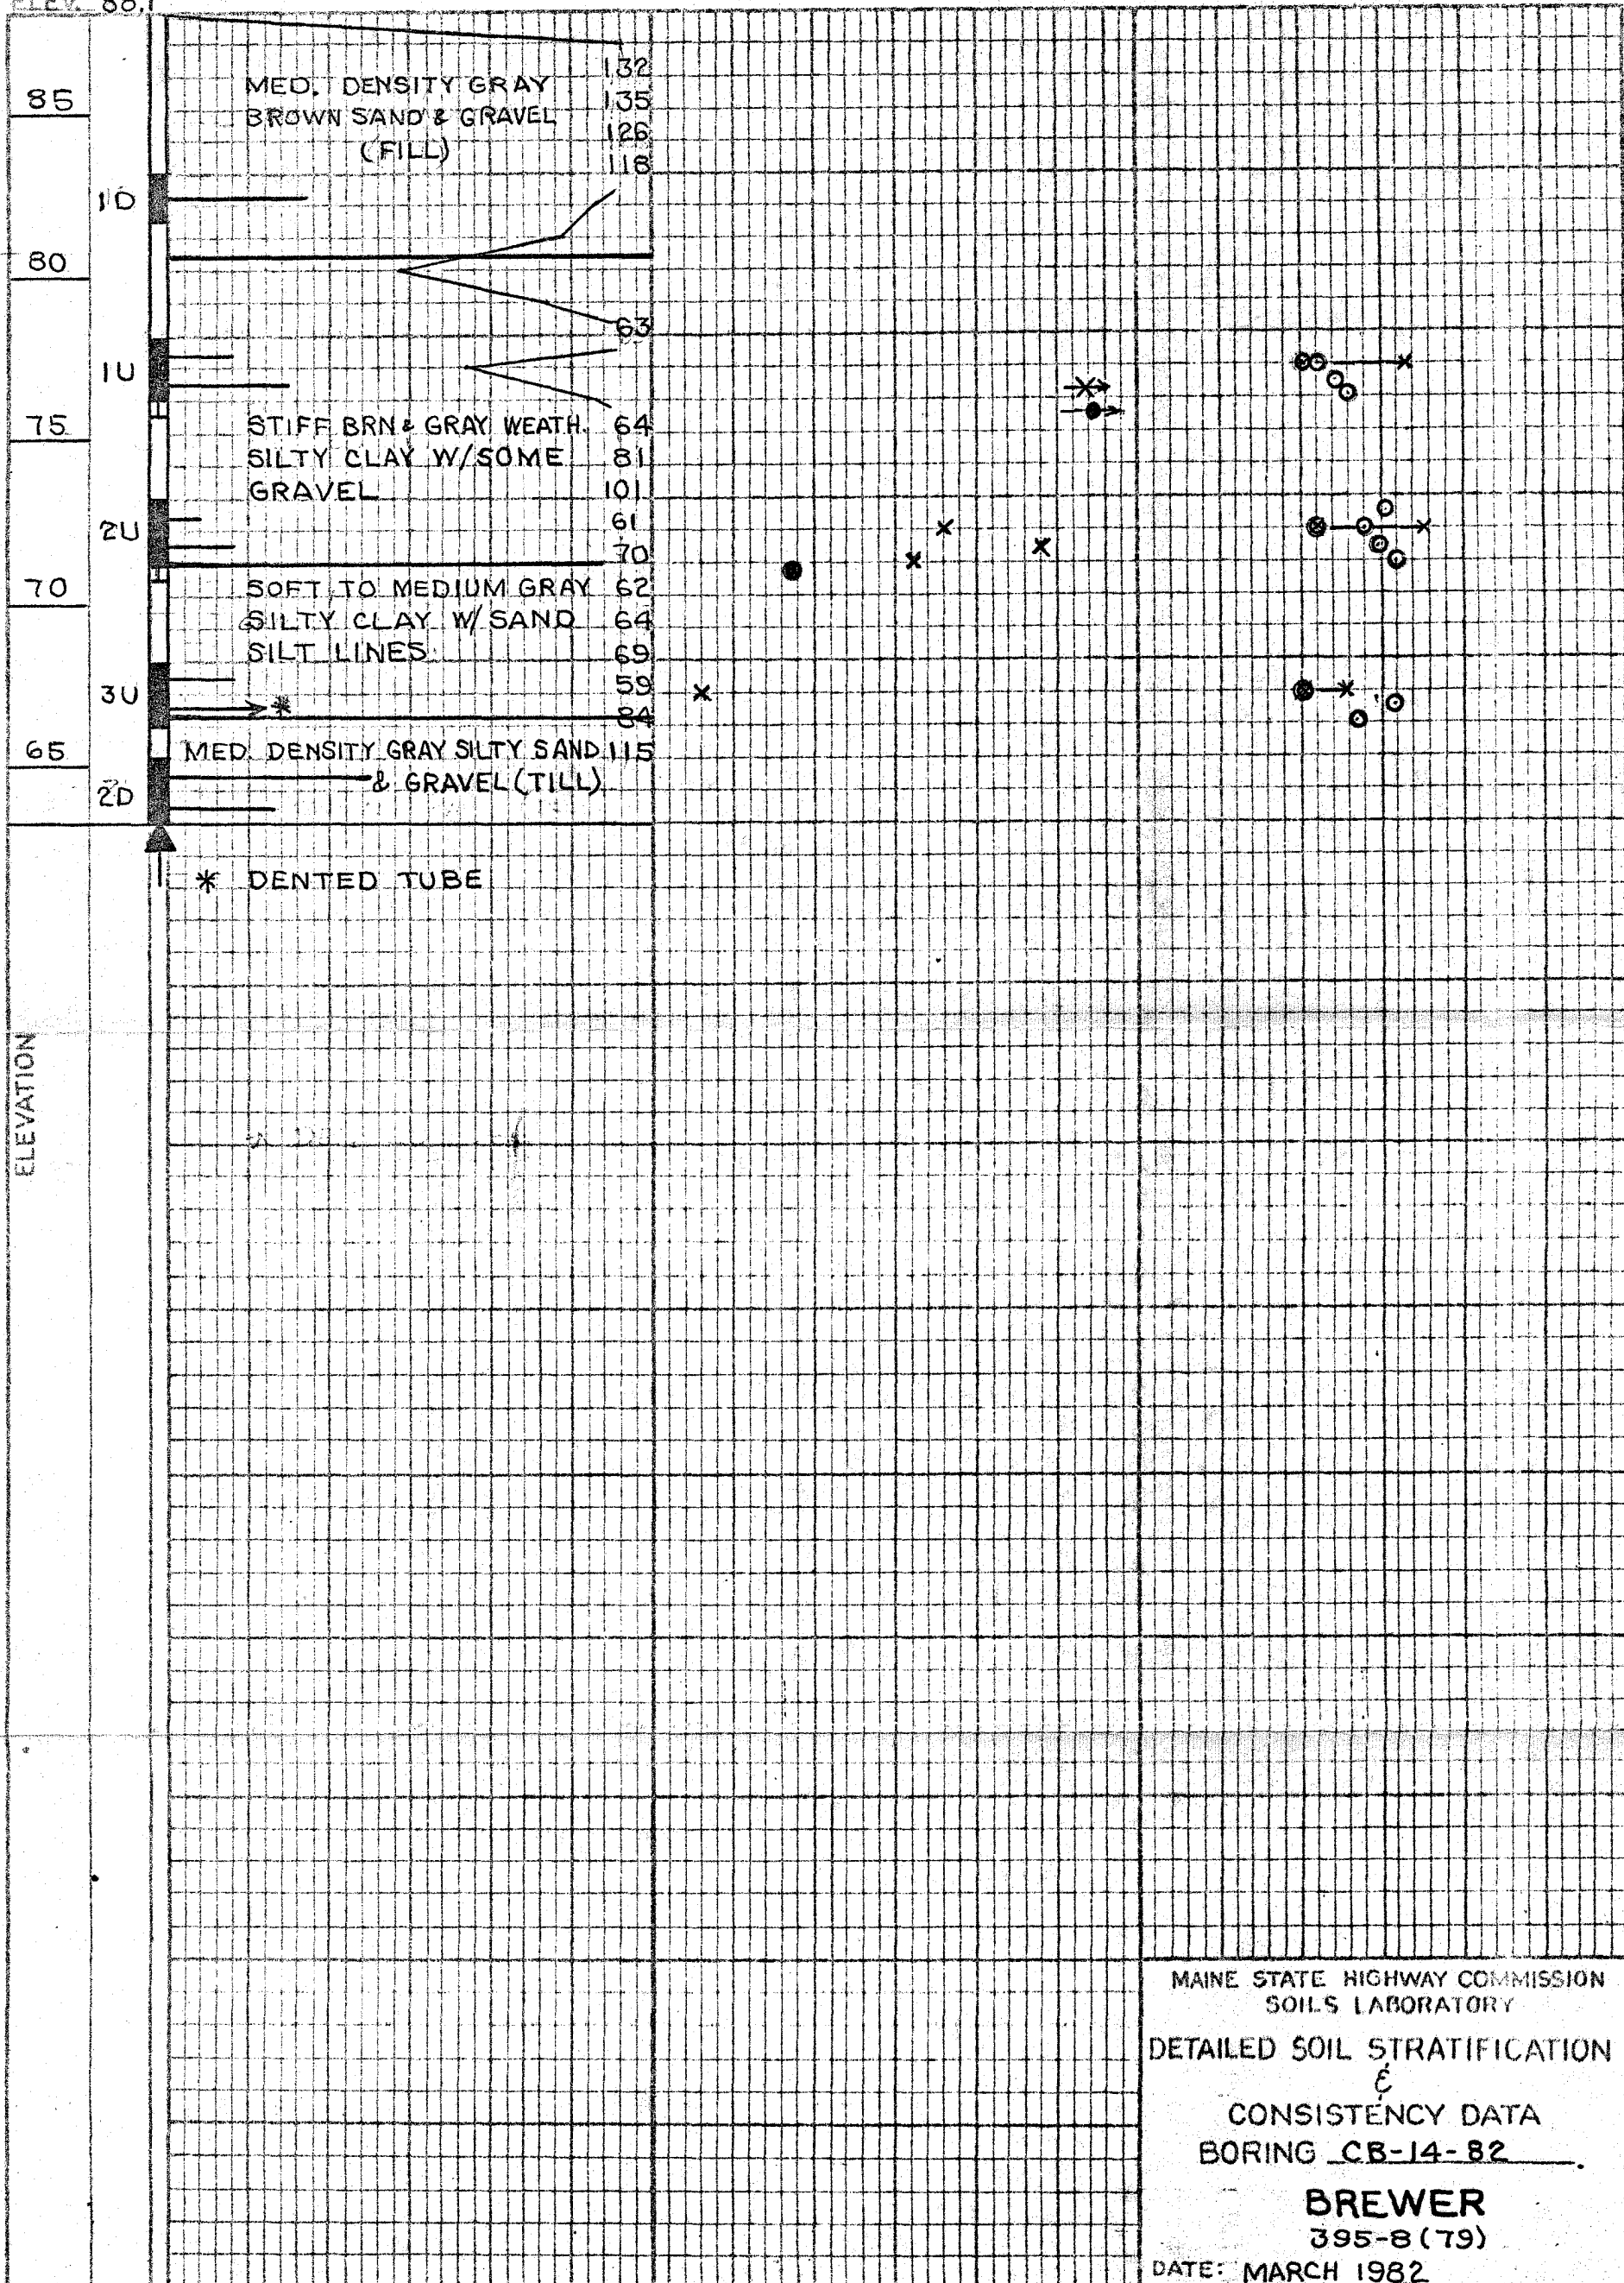 ELEV. 88.1
132
MED. DENSITY GRAY
85
135
BROWN SAND & GRAVEL
126
(FILL)
118
1D
80
63
1U
75
STIFF BRN & GRAY WEATH. 64
SILTY CLAY W/SOME 81
GRAVEL 101
61
2U
70
70
SOFT TO MEDIUM GRAY 62
SILTY CLAY W/ SAND 64
SILT LINES 69
59
3U
*
84
65
MED. DENSITY GRAY SILTY SAND 115
& GRAVEL (TILL)
2D
* DENTED TUBE
ELEVATION
MAINE STATE HIGHWAY COMMISSION
SOILS LABORATORY
DETAILED SOIL STRATIFICATION
&
CONSISTENCY DATA
BORING CB-14-82.
BREWER
395-8(79)
DATE: MARCH 1982